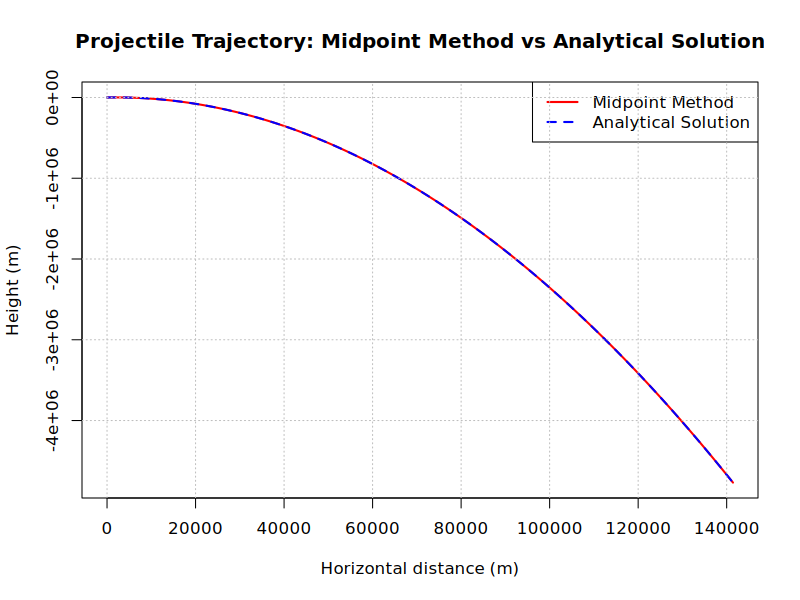 Projectile Trajectory: Midpoint Method vs Analytical Solution
Midpoint Method
Analytical Solution
Height (m)
0e+00
-1e+06
-2e+06
-3e+06
-4e+06
0 20000 40000 60000 80000 100000 120000 140000
Horizontal distance (m)